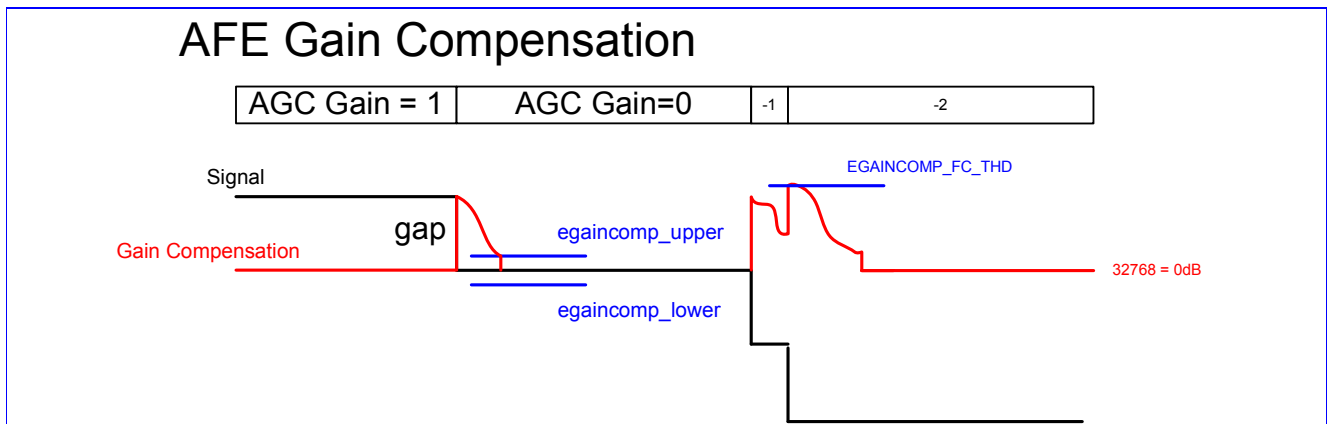 AFE Gain Compensation
AGC Gain = 1
AGC Gain=0
-1
-2
EGAINCOMP_FC_THD
Signal
gap
egaincomp_upper
Gain Compensation
32768 = 0dB
egaincomp_lower